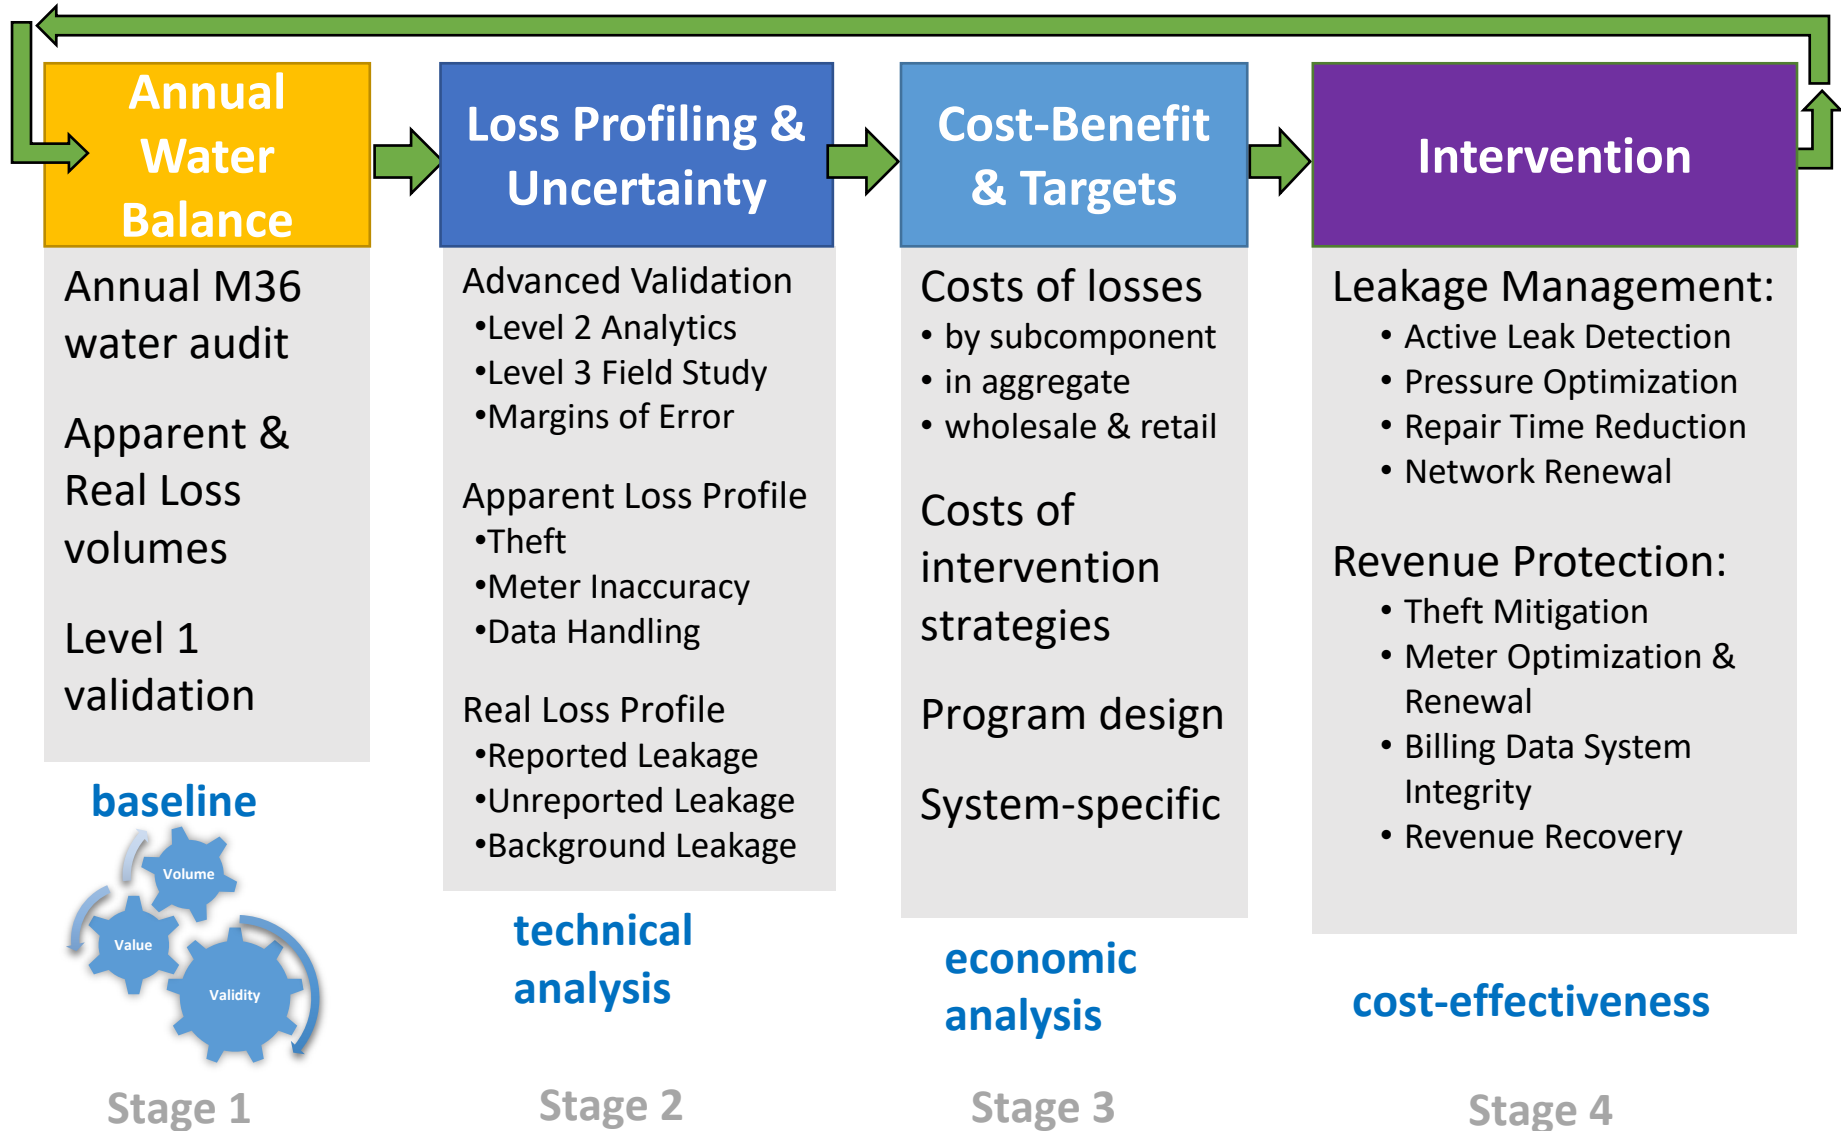 Annual
Water
Balance
Annual M36
water audit
Apparent &
Real Loss
volumes
Level 1
validation
baseline
Volume
Value
Validity
Stage 1
Loss Profiling &
Uncertainty
Advanced Validation
•Level 2 Analytics
•Level 3 Field Study
•Margins of Error
Apparent Loss Profile
•Theft
•Meter Inaccuracy
•Data Handling
Real Loss Profile
•Reported Leakage
•Unreported Leakage
•Background Leakage
technical
analysis
Stage 2
Cost-Benefit
& Targets
Costs of losses
• by subcomponent
• in aggregate
• wholesale & retail
Costs of
intervention
strategies
Program design
System-specific
economic
analysis
Stage 3
Intervention
Leakage Management:
• Active Leak Detection
• Pressure Optimization
• Repair Time Reduction
• Network Renewal
Revenue Protection:
• Theft Mitigation
• Meter Optimization &
Renewal
• Billing Data System
Integrity
• Revenue Recovery
cost-effectiveness
Stage 4